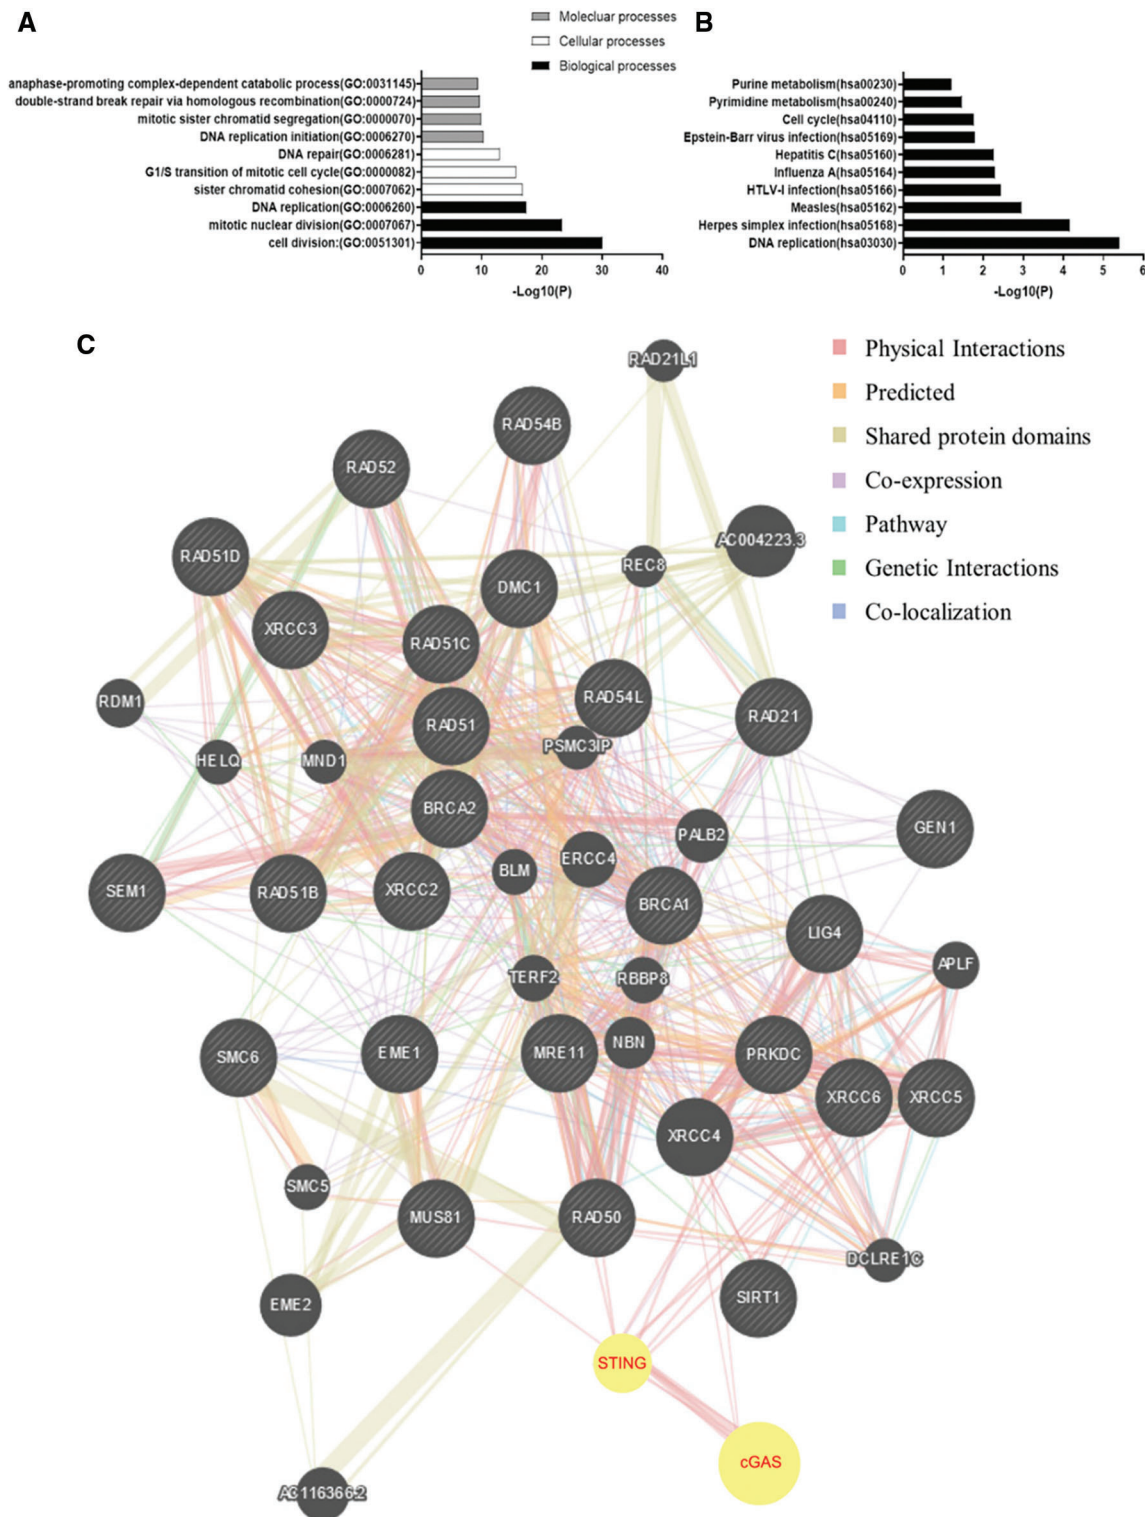 A
Molecluar processes
Cellular processes
Biological processes
anaphase-promoting complex-dependent catabolic process(GO:0031145)
double-strand break repair via homologous recombination(GO:0000724)
mitotic sister chromatid segregation(GO:0000070)
DNA replication initiation(GO:0006270)
DNA repair(GO:0006281)
G1/S transition of mitotic cell cycle(GO:0000082)
sister chromatid cohesion(GO:0007062)
DNA replication(GO:0006260)
mitotic nuclear division(GO:0007067)
cell division:(GO:0051301)
0 10 20 30 40
-Log10(P)
B
Purine metabolism(hsa00230)
Pyrimidine metabolism(hsa00240)
Cell cycle(hsa04110)
Epstein-Barr virus infection(hsa05169)
Hepatitis C(hsa05160)
Influenza A(hsa05164)
HTLV-I infection(hsa05166)
Measles(hsa05162)
Herpes simplex infection(hsa05168)
DNA replication(hsa03030)
0 1 2 3 4 5 6
-Log10(P)
C
Physical Interactions
Predicted
Shared protein domains
Co-expression
Pathway
Genetic Interactions
Co-localization
RAD21L1
RAD54B
RAD52
AC004223.3
RAD51D
REC8
DMC1
XRCC3
RAD51C
RAD54L
RDM1
RAD51
RAD21
PSMC3IP
HELQ
MND1
BRCA2
PALB2
GEN1
ERCC4
BLM
SEM1
RAD51B
XRCC2
BRCA1
LIG4
TERF2
RBBP8
APLF
SMC6
EME1
MRE11
NBN
PRKDC
XRCC6
XRCC5
XRCC4
SMC5
MUS81
RAD50
DCLRE1C
EME2
SIRT1
STING
cGAS
AC116366.2